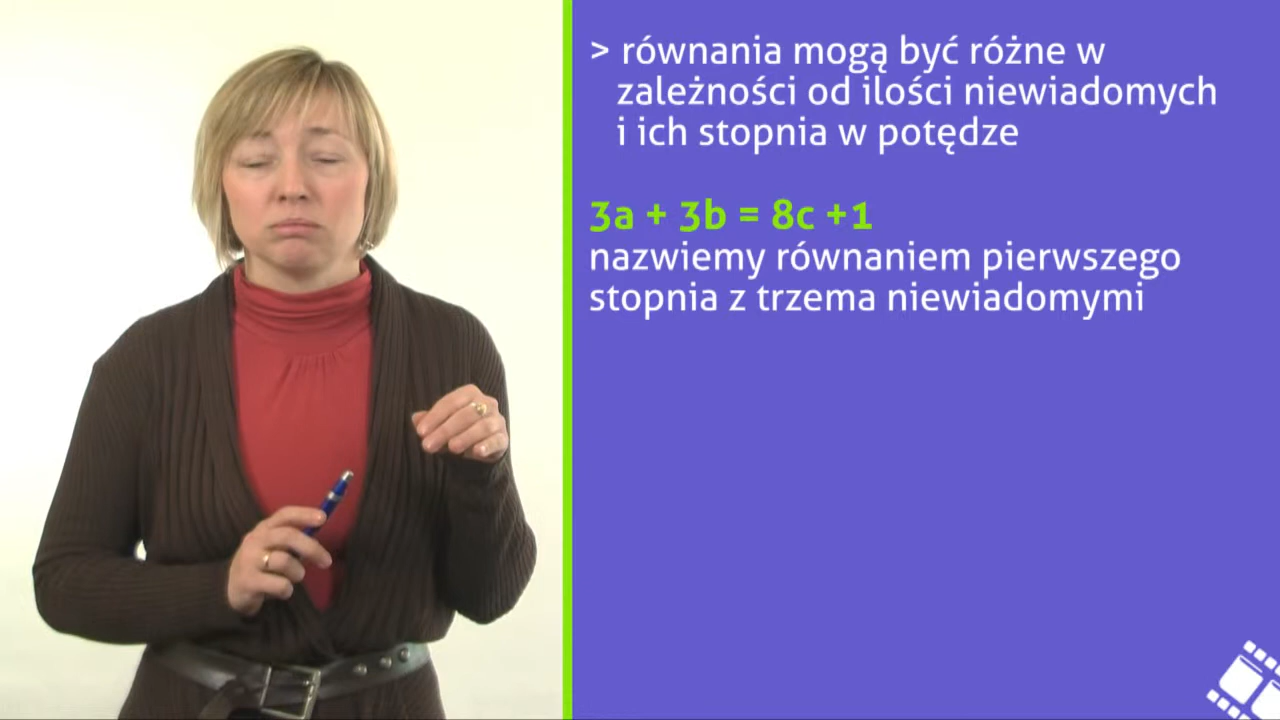 > równania mogą być różne w
zależności od ilości niewiadomych
i ich stopnia w potędze
3a + 3b = 8c +1
nazwiemy równaniem pierwszego
stopnia z trzema niewiadomymi